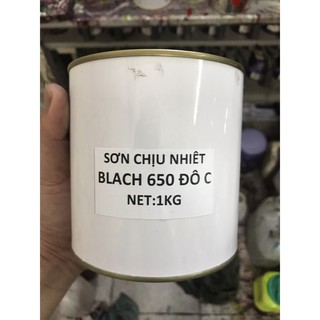 SƠN CHỊU NHIÊT
BLACH 650 ĐÔ C
NET:1KG